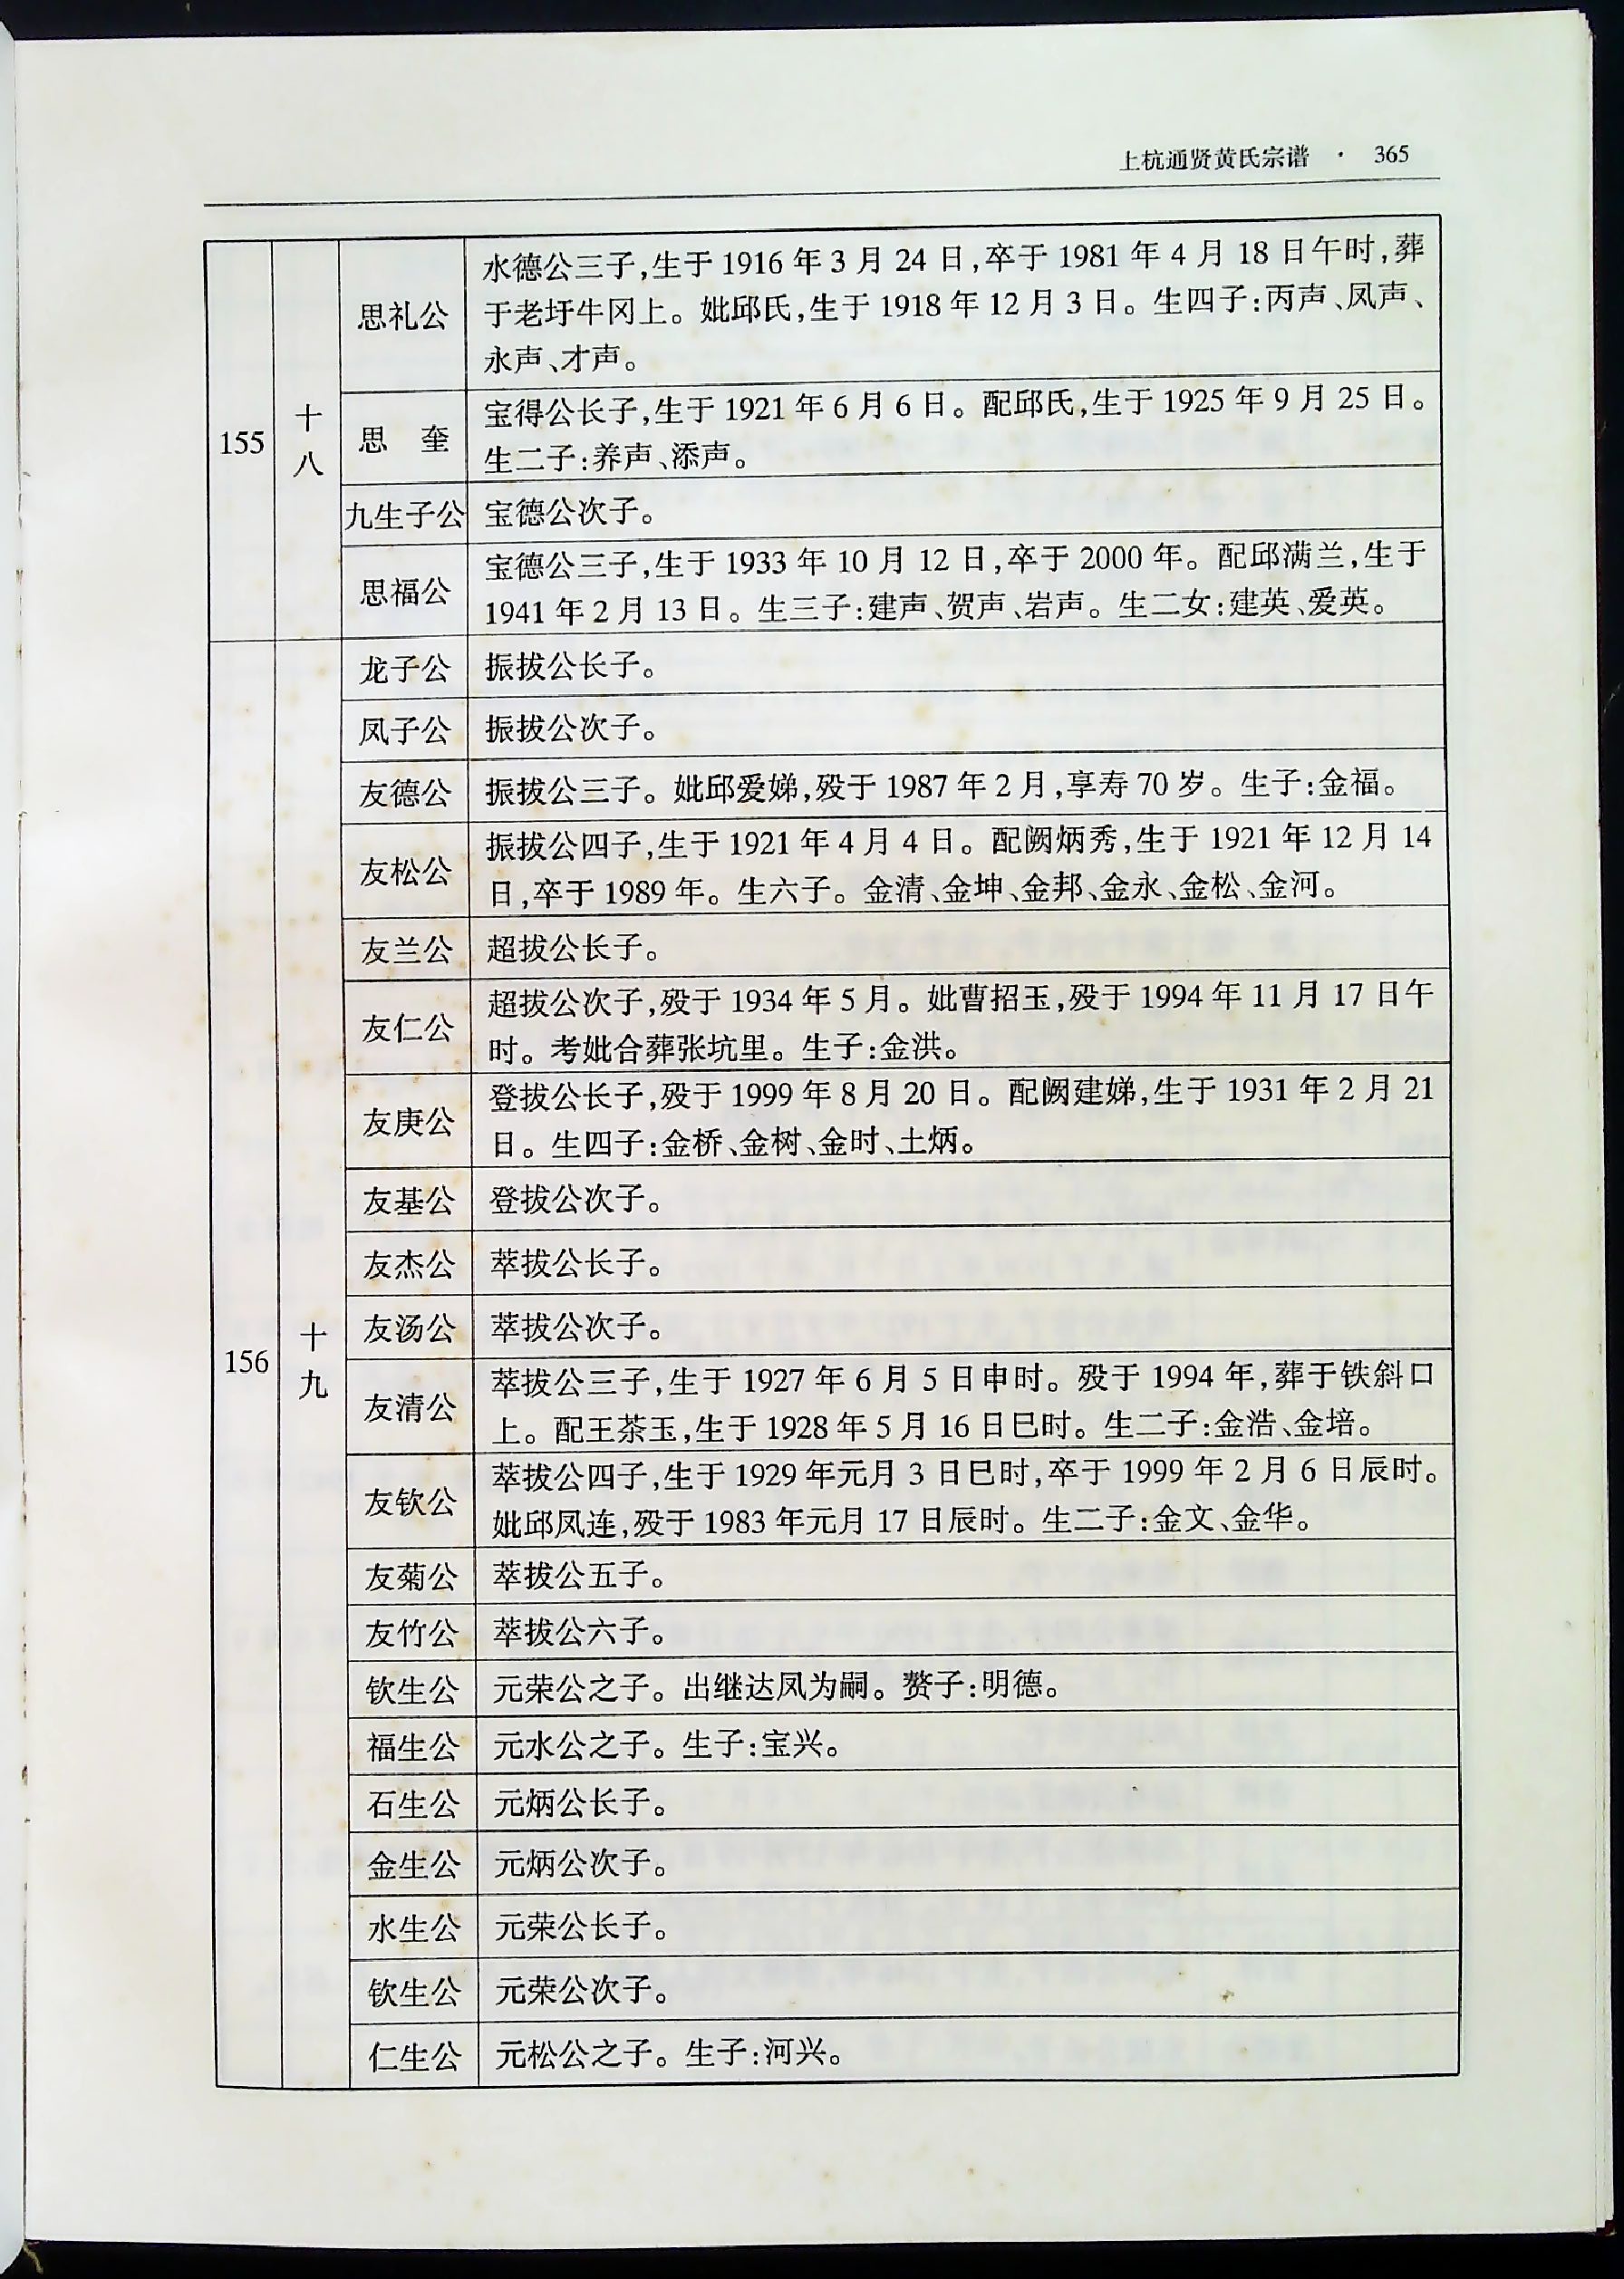 上杭通贤黄氏宗谱 · 365
155
十八
思礼公
水德公三子,生于 1916 年 3 月 24 日,卒于 1981 年 4 月 18 日午时,葬
于老圩牛冈上。妣邱氏,生于 1918 年 12 月 3 日。生四子:丙声、凤声、
永声、才声。
思 奎
宝得公长子,生于 1921 年 6 月 6 日。配邱氏,生于 1925 年 9 月 25 日。
生二子:养声、添声。
九生子公
宝德公次子。
思福公
宝德公三子,生于 1933 年 10 月 12 日,卒于 2000 年。配邱满兰,生于
1941 年 2 月 13 日。生三子:建声、贺声、岩声。生二女:建英、爱英。
156
十九
龙子公
振拔公长子。
凤子公
振拔公次子。
友德公
振拔公三子。妣邱爱娣,殁于 1987 年 2 月,享寿 70 岁。生子:金福。
友松公
振拔公四子,生于 1921 年 4 月 4 日。配阙炳秀,生于 1921 年 12 月 14
日,卒于 1989 年。生六子。金清、金坤、金邦、金永、金松、金河。
友兰公
超拔公长子。
友仁公
超拔公次子,殁于 1934 年 5 月。妣曹招玉,殁于 1994 年 11 月 17 日午
时。考妣合葬张坑里。生子:金洪。
友庚公
登拔公长子,殁于 1999 年 8 月 20 日。配阙建娣,生于 1931 年 2 月 21
日。生四子:金桥、金树、金时、土炳。
友基公
登拔公次子。
友杰公
萃拔公长子。
友汤公
萃拔公次子。
友清公
萃拔公三子,生于 1927 年 6 月 5 日申时。殁于 1994 年,葬于铁斜口
上。配王茶玉,生于 1928 年 5 月 16 日巳时。生二子:金浩、金培。
友钦公
萃拔公四子,生于 1929 年元月 3 日巳时,卒于 1999 年 2 月 6 日辰时。
妣邱凤连,殁于 1983 年元月 17 日辰时。生二子:金文、金华。
友菊公
萃拔公五子。
友竹公
萃拔公六子。
钦生公
元荣公之子。出继达凤为嗣。赘子:明德。
福生公
元水公之子。生子:宝兴。
石生公
元炳公长子。
金生公
元炳公次子。
水生公
元荣公长子。
钦生公
元荣公次子。
仁生公
元松公之子。生子:河兴。